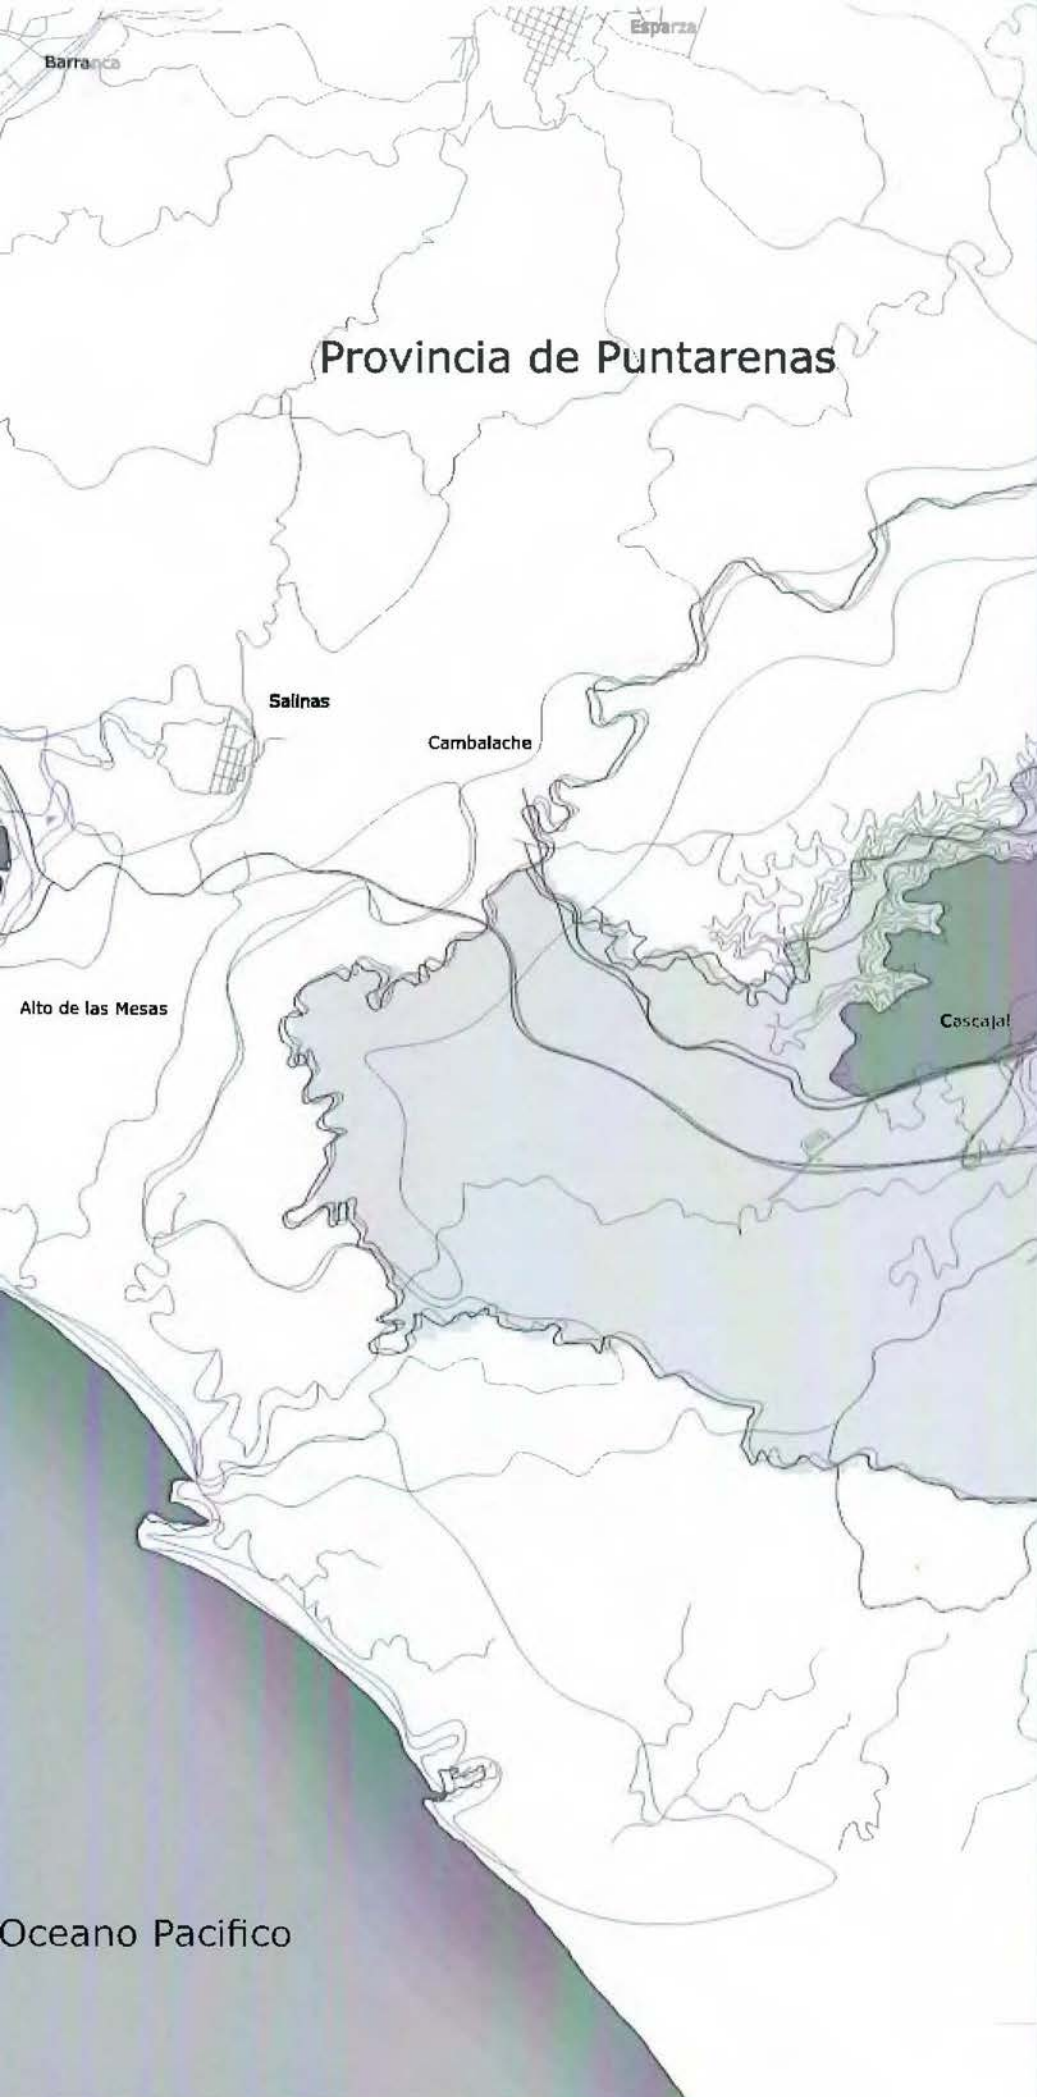 Esparza
Barranca
Provincia de Puntarenas
Salinas
Cambalache
Alto de las Mesas
Cascajal
Oceano Pacifico